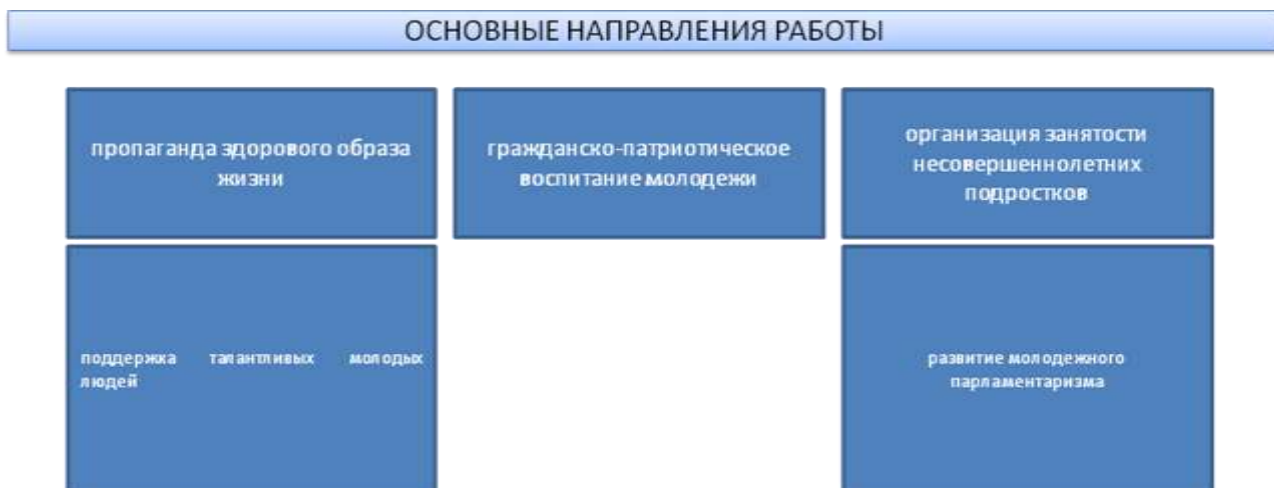 ОСНОВНЫЕ НАПРАВЛЕНИЯ РАБОТЫ
пропаганда здорового образа
жизни
гражданско-патриотическое
воспитание молодежи
организация занятости
несовершеннолетних
подростков
поддержка талантливых молодых
людей
развитие молодежного
парламентаризма